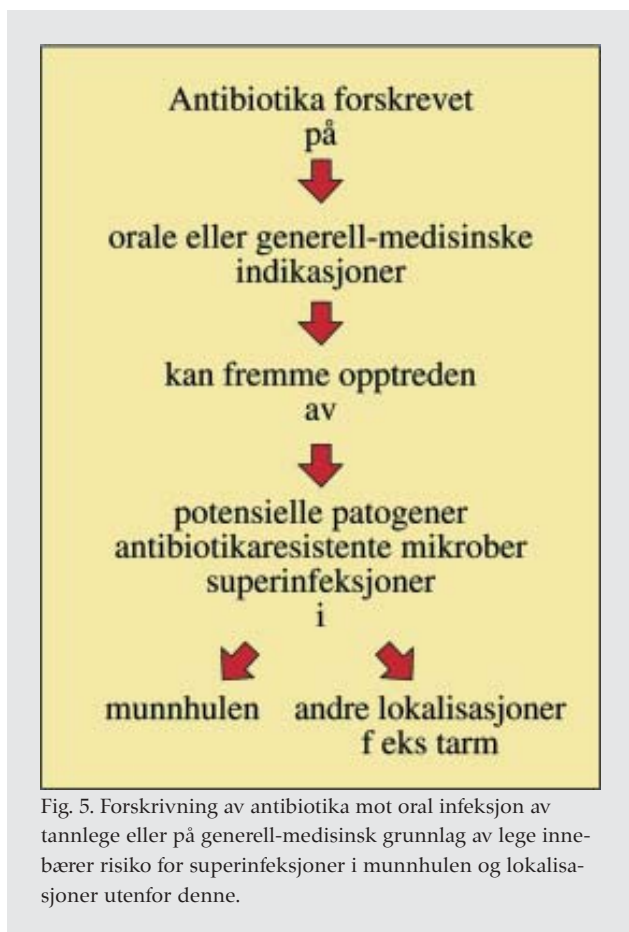 Antibiotika forskrevet
på
orale eller generell-medisinske
indikasjoner
kan fremme opptreden
av
potensielle patogener
antibiotikaresistente mikrober
superinfeksjoner
i
munnhulen
andre lokalisasjoner
f eks tarm
Fig. 5. Forskrivning av antibiotika mot oral infeksjon av
tannlege eller på generell-medisinsk grunnlag av lege inne-
bærer risiko for superinfeksjoner i munnhulen og lokalisa-
sjoner utenfor denne.